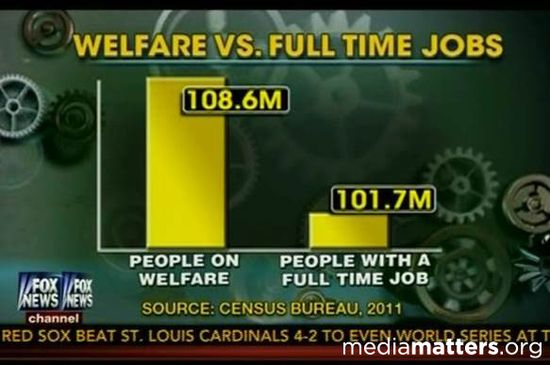 WELFARE VS. FULL TIME JOBS
108.6M
101.7M
PEOPLE ON
WELFARE
PEOPLE WITH A
FULL TIME JOB
FOX
NEWS
FOX
NEWS
channel
SOURCE: CENSUS BUREAU, 2011
RED SOX BEAT ST. LOUIS CARDINALS 4-2 TO EVEN WORLD SERIES AT T
mediamatters.org